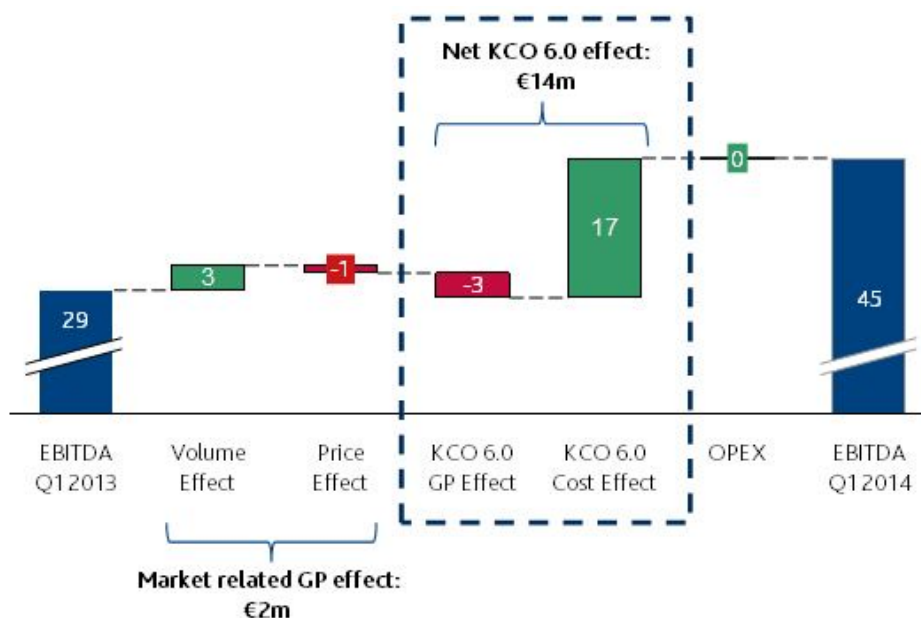 Net KCO 6.0 effect:
€14m
0
17
3
-1
-3
29
45
EBITDA
Q12013
Volume
Effect
Price
Effect
KCO 6.0
GP Effect
KCO 6.0
Cost Effect
OPEX
EBITDA
Q12014
Market related GP effect:
€2m